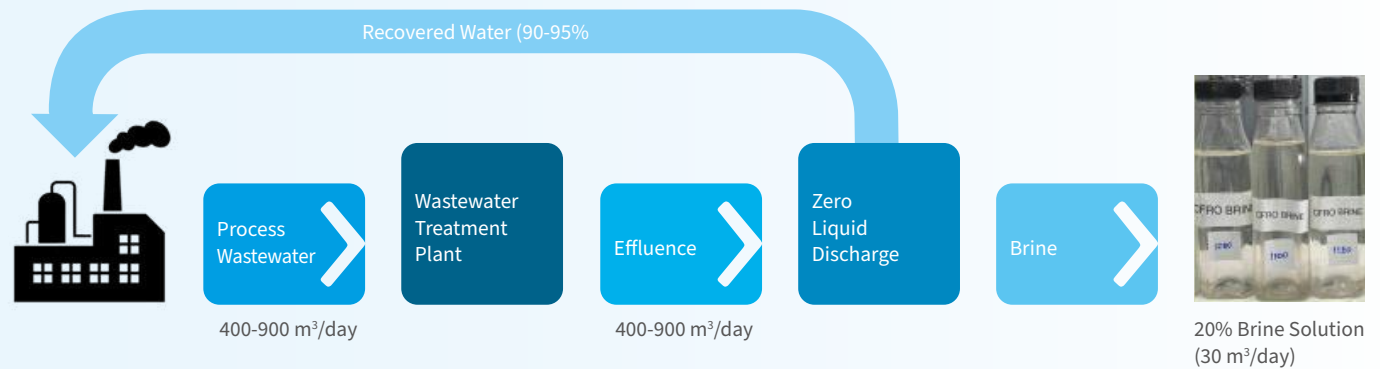 Recovered Water (90-95%
Process
Wastewater
400-900 m³/day
Wastewater
Treatment
Plant
Effluence
400-900 m³/day
Zero
Liquid
Discharge
Brine
CFRO BRINE
CFRO BRINE
CFRO BRINE
1100
20% Brine Solution
(30 m³/day)